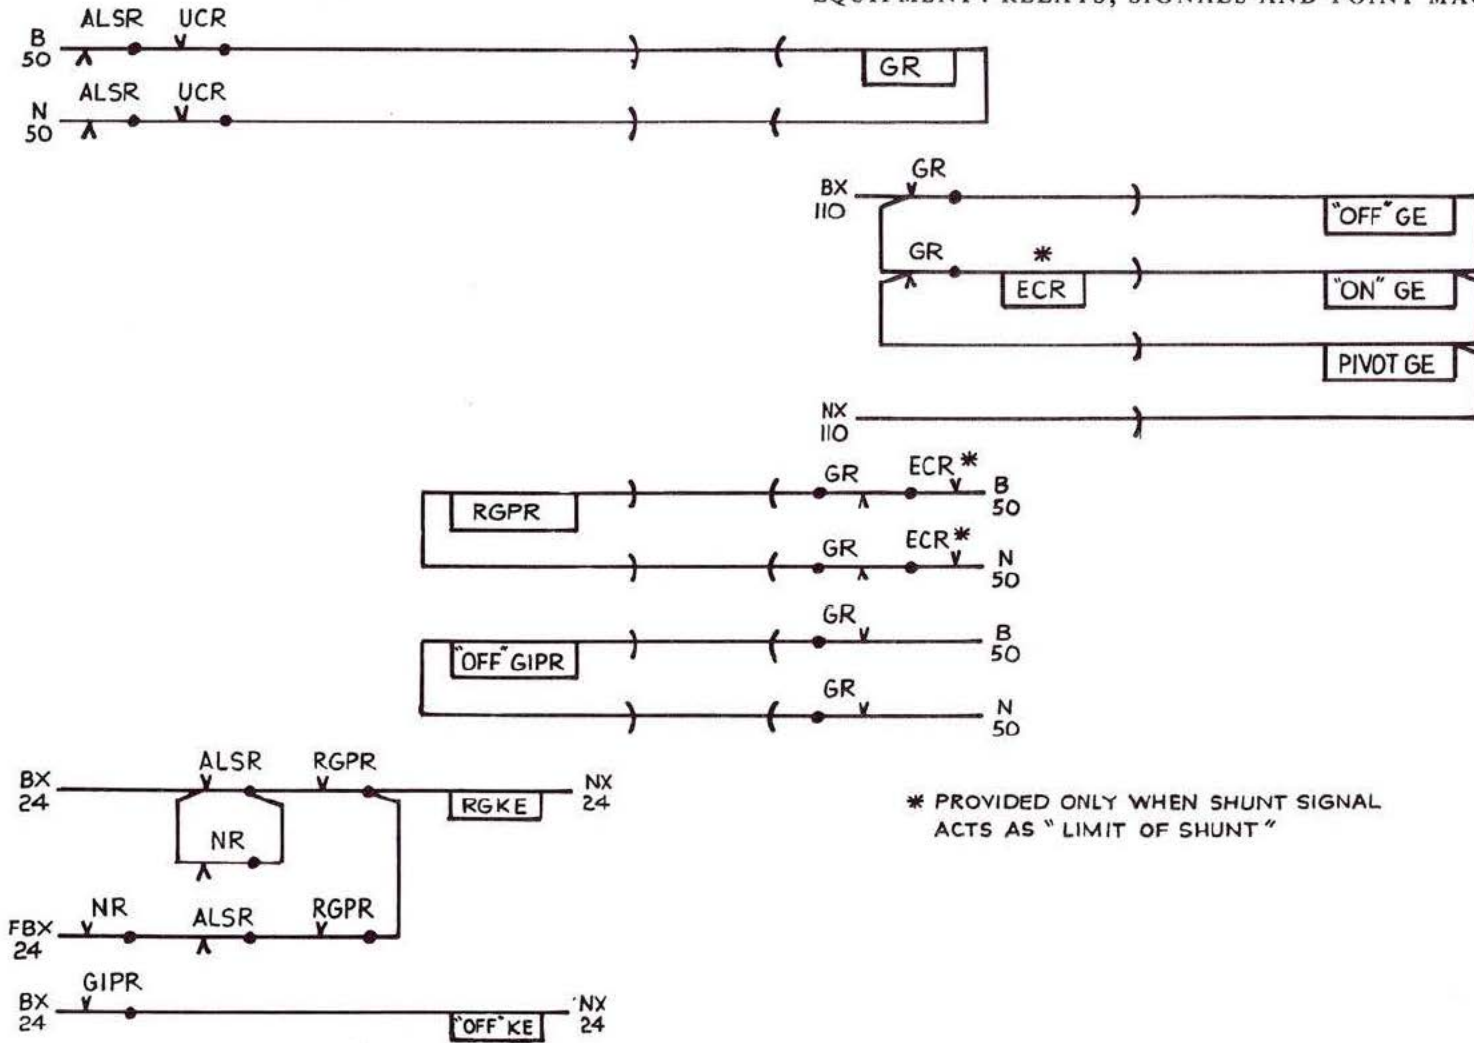 EQUIPMENT: RELAYS, SIGNALS AND POINT MAC
ALSR UCR
B
50
GR
ALSR UCR
N
50
GR
BX
110
"OFF" GE
GR
*
ECR
"ON" GE
PIVOT GE
NX
110
GR ECR *
B
50
RGPR
GR ECR *
N
50
GR
B
50
"OFF" GIPR
GR
N
50
ALSR RGPR
BX
24
RGKE
NX
24
NR
* PROVIDED ONLY WHEN SHUNT SIGNAL
ACTS AS "LIMIT OF SHUNT"
NR ALSR RGPR
FBX
24
GIPR
BX
24
"OFF" KE
NX
24